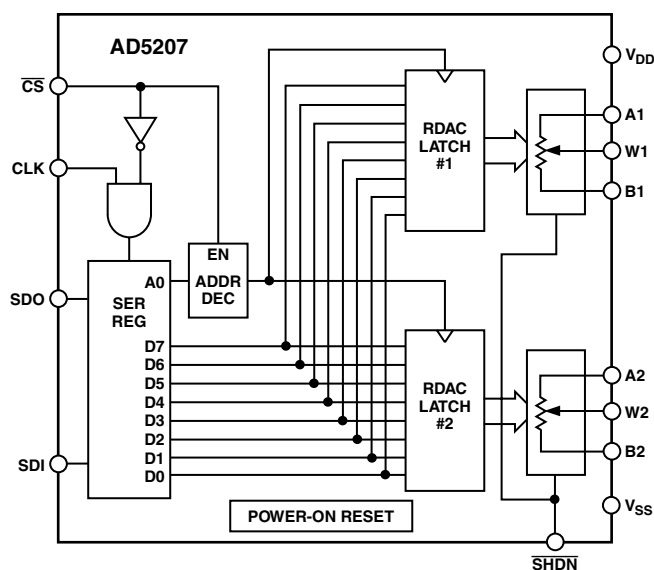 AD5207
CS
CLK
SDO
SDI
EN
A0
ADDR
DEC
SER
REG
D7
D6
D5
D4
D3
D2
D1
D0
RDAC
LATCH
#1
RDAC
LATCH
#2
POWER-ON RESET
VDD
A1
W1
B1
A2
W2
B2
VSS
SHDN